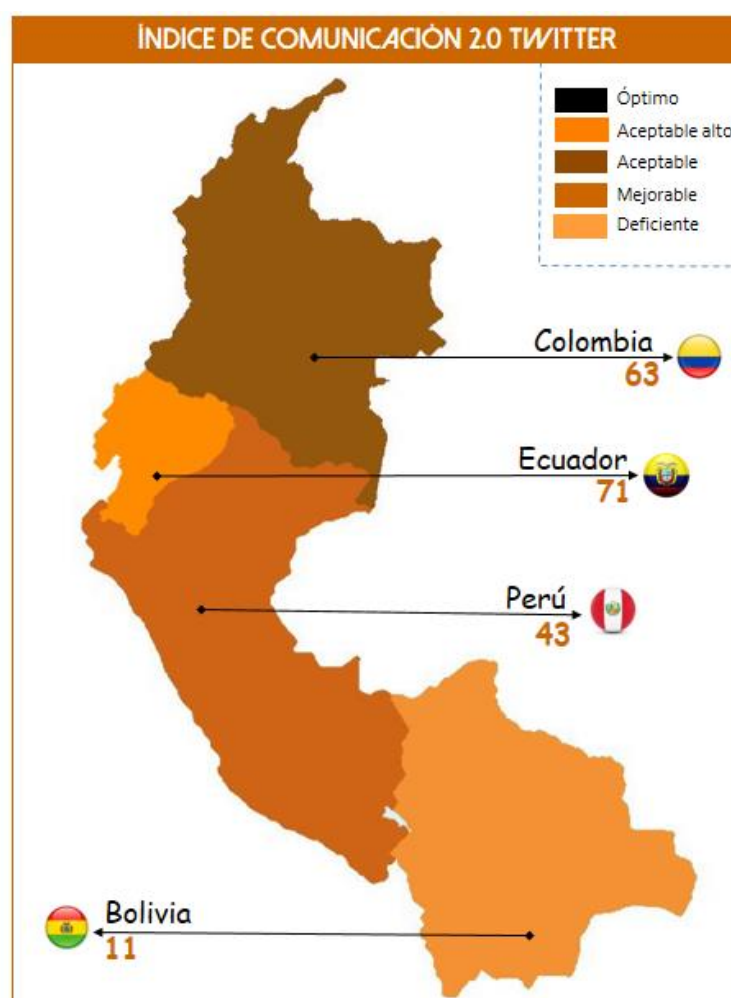 ÍNDICE DE COMUNICACIÓN 2.0 TWITTER
Óptimo
Aceptable alto
Aceptable
Mejorable
Deficiente
Colombia
63
Ecuador
71
Perú
43
Bolivia
11